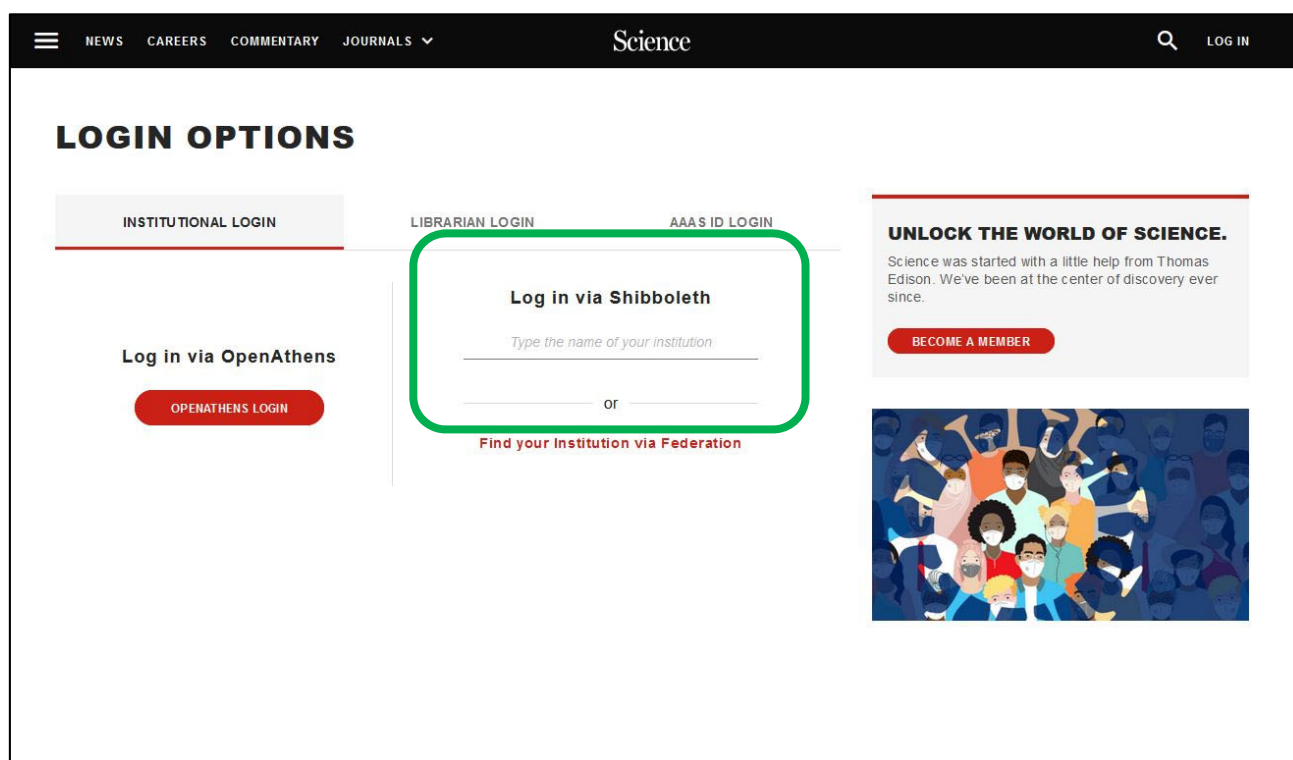 NEWS CAREERS COMMENTARY JOURNALS Science LOG IN
LOGIN OPTIONS
INSTITUTIONAL LOGIN LIBRARIAN LOGIN AAAS ID LOGIN
Log in via OpenAthens
OPENATHENS LOGIN
Log in via Shibboleth
Type the name of your institution
or
Find your Institution via Federation
UNLOCK THE WORLD OF SCIENCE.
Science was started with a little help from Thomas
Edison. We've been at the center of discovery ever
since.
BECOME A MEMBER